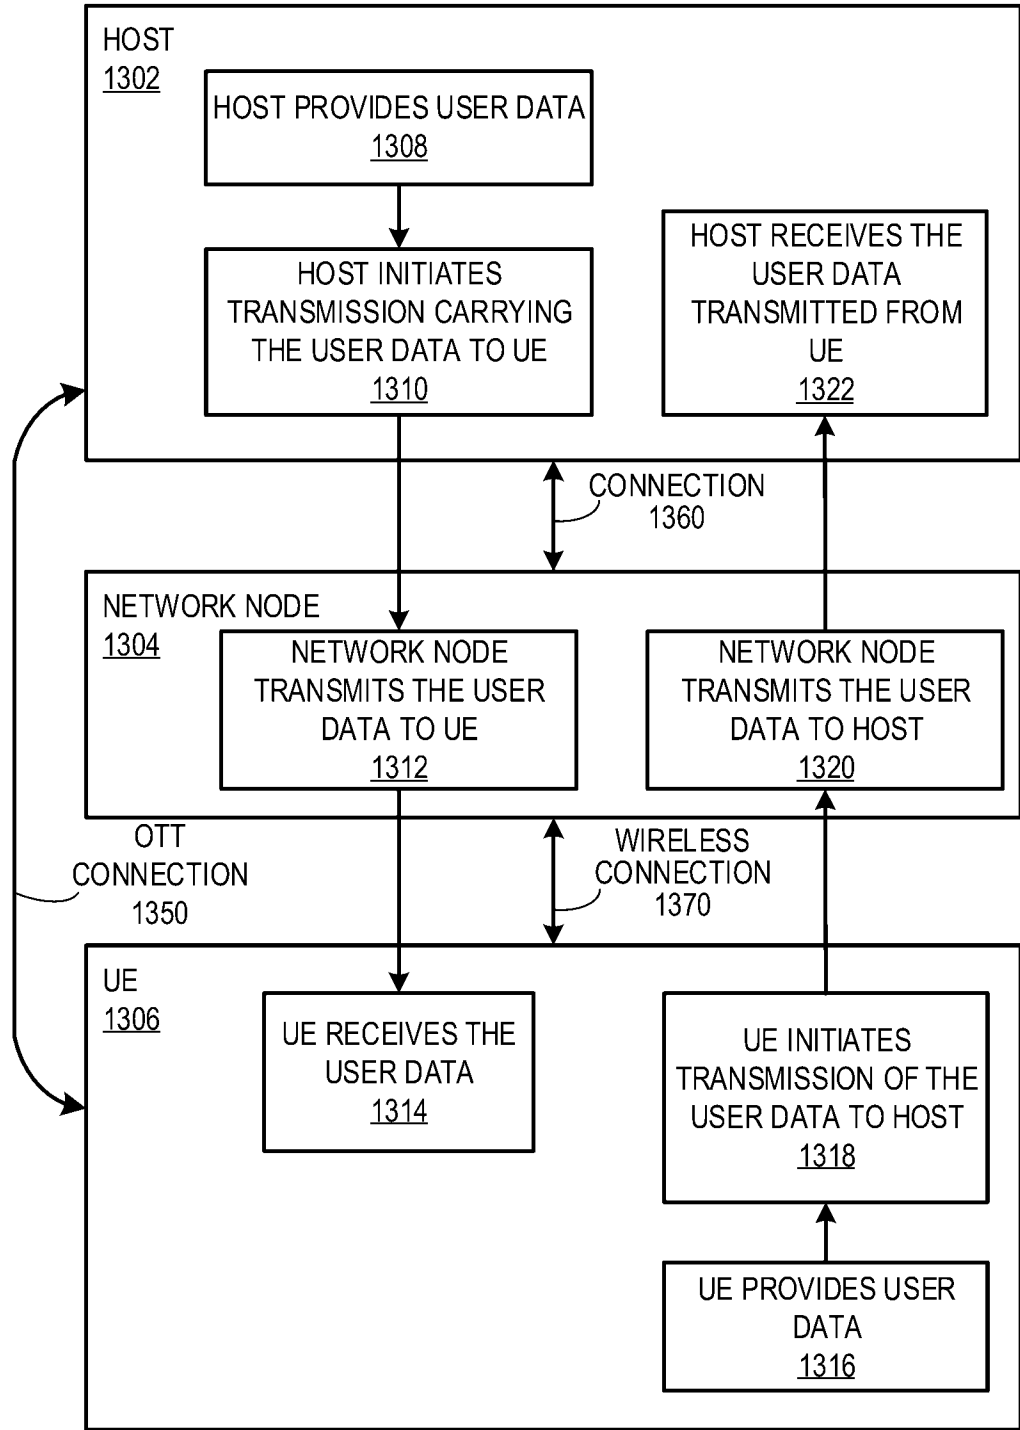 HOST
1302
HOST PROVIDES USER DATA
1308
HOST INITIATES
TRANSMISSION CARRYING
THE USER DATA TO UE
1310
HOST RECEIVES THE
USER DATA
TRANSMITTED FROM
UE
1322
CONNECTION
1360
NETWORK NODE
1304
NETWORK NODE
TRANSMITS THE USER
DATA TO UE
1312
NETWORK NODE
TRANSMITS THE USER
DATA TO HOST
1320
OTT
CONNECTION
1350
WIRELESS
CONNECTION
1370
UE
1306
UE RECEIVES THE
USER DATA
1314
UE INITIATES
TRANSMISSION OF THE
USER DATA TO HOST
1318
UE PROVIDES USER
DATA
1316